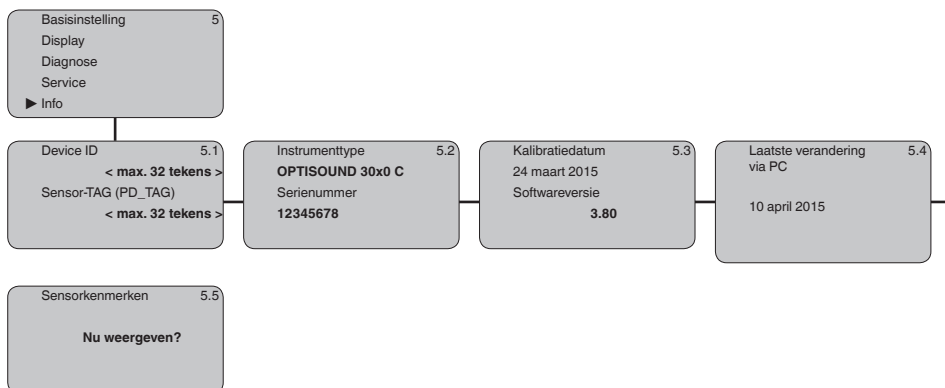 Basisinstelling 5
Display
Diagnose
Service
▶ Info
Device ID 5.1
< max. 32 tekens >
Sensor-TAG (PD_TAG)
< max. 32 tekens >
Instrumenttype 5.2
OPTISOUND 30x0 C
Serienummer
12345678
Kalibratiedatum 5.3
24 maart 2015
Softwareversie
3.80
Laatste verandering 5.4
via PC
10 april 2015
Sensorkenmerken 5.5
Nu weergeven?